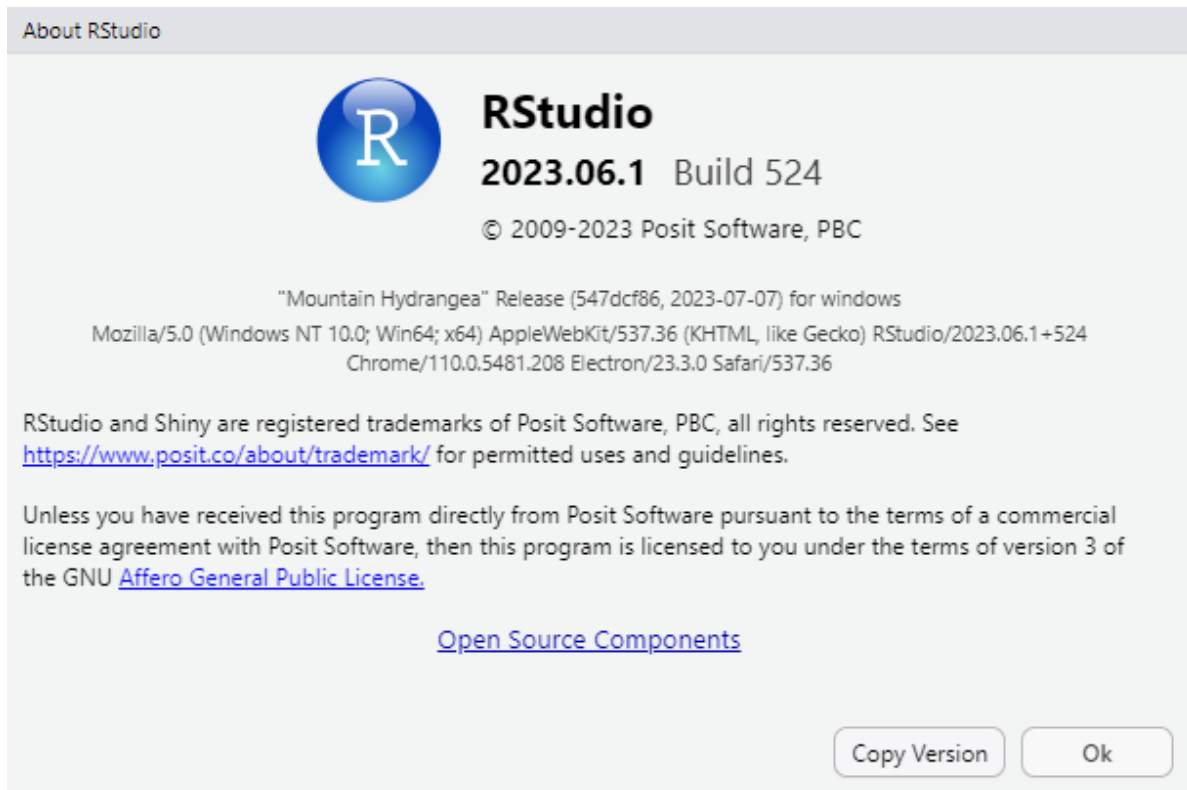 About RStudio
R
RStudio
2023.06.1 Build 524
© 2009-2023 Posit Software, PBC
"Mountain Hydrangea" Release (547dcf86, 2023-07-07) for windows
Mozilla/5.0 (Windows NT 10.0; Win64; x64) AppleWebKit/537.36 (KHTML, like Gecko) RStudio/2023.06.1+524
Chrome/110.0.5481.208 Electron/23.3.0 Safari/537.36
RStudio and Shiny are registered trademarks of Posit Software, PBC, all rights reserved. See
https://www.posit.co/about/trademark/ for permitted uses and guidelines.
Unless you have received this program directly from Posit Software pursuant to the terms of a commercial
license agreement with Posit Software, then this program is licensed to you under the terms of version 3 of
the GNU Affero General Public License.
Open Source Components
Copy Version Ok